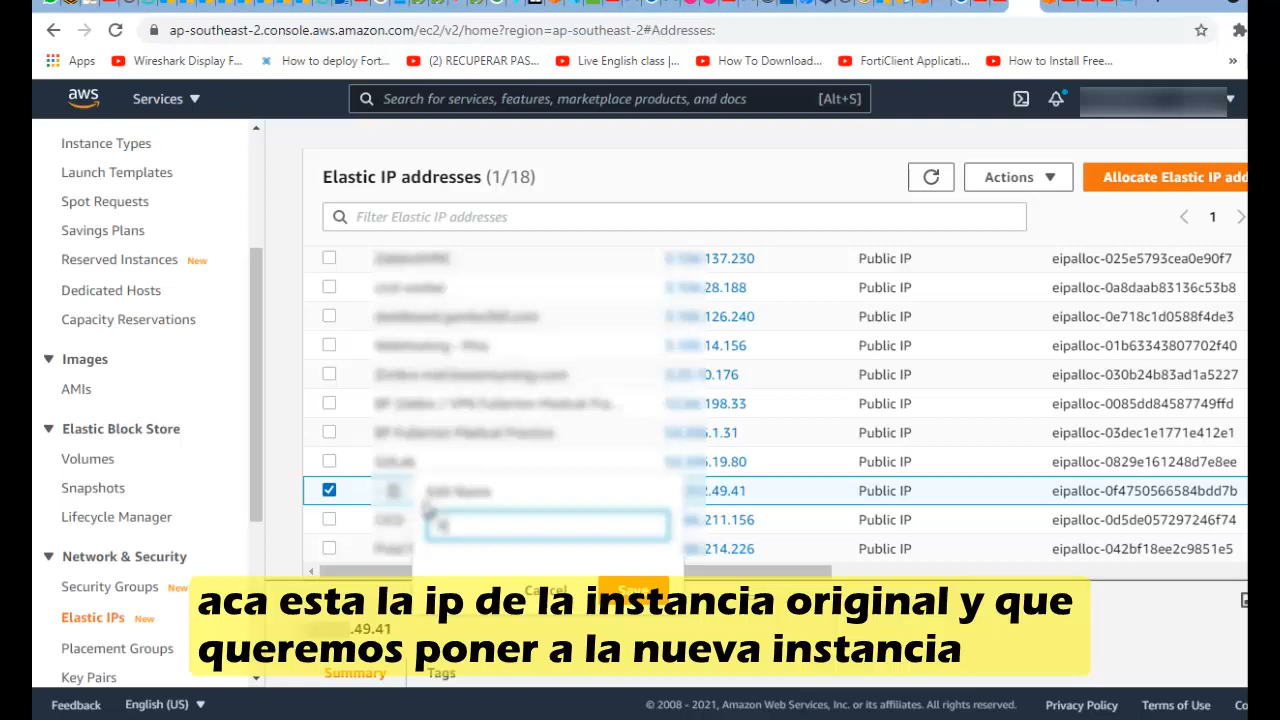 ap-southeast-2.console.aws.amazon.com/ec2/v2/home?region=ap-southeast-2#Addresses:
Apps Wireshark Display F... How to deploy Fort... (2) RECUPERAR PAS... Live English class |... How To Download... FortiClient Applicati... How to Install Free... »
aws Services Search for services, features, marketplace products, and docs [Alt+S]
Instance Types
Launch Templates
Spot Requests
Savings Plans
Reserved Instances New
Dedicated Hosts
Capacity Reservations
Images
AMIs
Elastic Block Store
Volumes
Snapshots
Lifecycle Manager
Network & Security
Security Groups New
Elastic IPs New
Placement Groups
Key Pairs
Elastic IP addresses (1/18) Actions Allocate Elastic IP add
Filter Elastic IP addresses 1
137.230 Public IP eipalloc-025e5793cea0e90f7
28.188 Public IP eipalloc-0a8daab83136c53b8
126.240 Public IP eipalloc-0e718c1d0588f4de3
14.156 Public IP eipalloc-01b63343807702f40
0.176 Public IP eipalloc-030b24b83ad1a5227
198.33 Public IP eipalloc-0085dd84587749ffd
.1.31 Public IP eipalloc-03dec1e1771e412e1
.19.80 Public IP eipalloc-0829e161248d7e8ee
Edit Name .49.41 Public IP eipalloc-0f4750566584bdd7b
211.156 Public IP eipalloc-0d5de057297246f74
214.226 Public IP eipalloc-042bf18ee2c9851e5
Cancel Save
aca esta la ip de la instancia original y que
queremos poner a la nueva instancia
.49.41
Summary Tags
Feedback English (US) © 2008 - 2021, Amazon Web Services, Inc. or its affiliates. All rights reserved. Privacy Policy Terms of Use Co